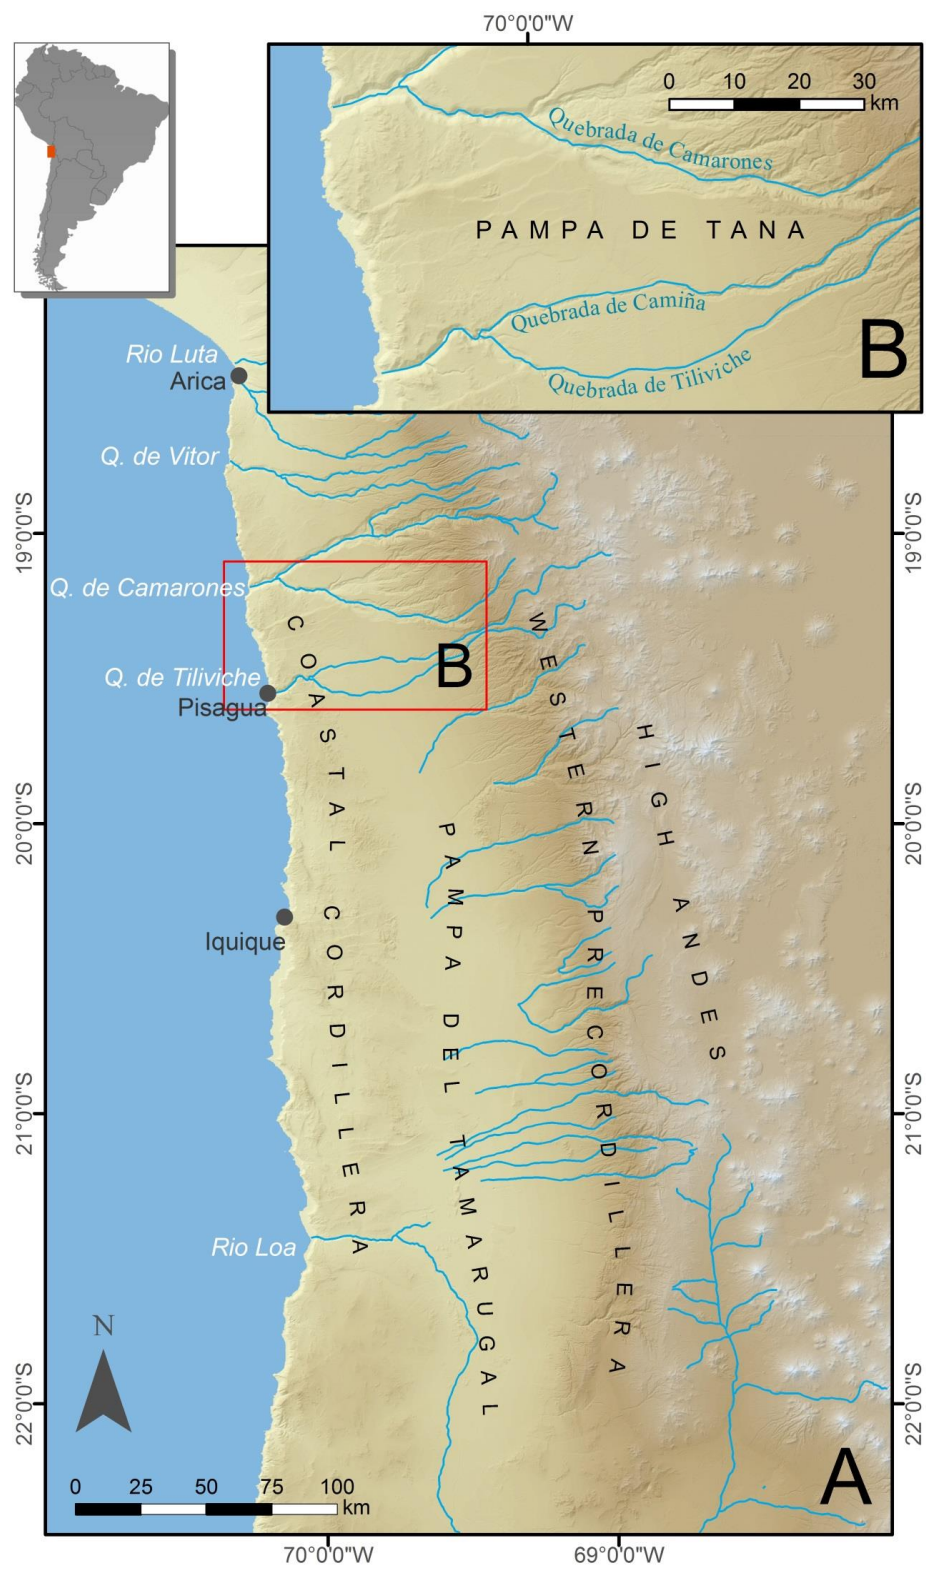 70°0'0"W
0 10 20 30 km
Quebrada de Camarones
PAMPA DE TANA
Quebrada de Camiña
Quebrada de Tiliviche
B
Rio Luta
Arica
Q. de Vitor
19°0'0"S
19°0'0"S
Q. de Camarones
Q. de Tiliviche
Pisagua
B
COASTAL CORDILLERA
WESTERN PRECORDILLERA
HIGH ANDES
PAMPA DEL TAMARUGAL
20°0'0"S
20°0'0"S
Iquique
21°0'0"S
21°0'0"S
Rio Loa
N
22°0'0"S
22°0'0"S
A
0 25 50 75 100 km
70°0'0"W
69°0'0"W